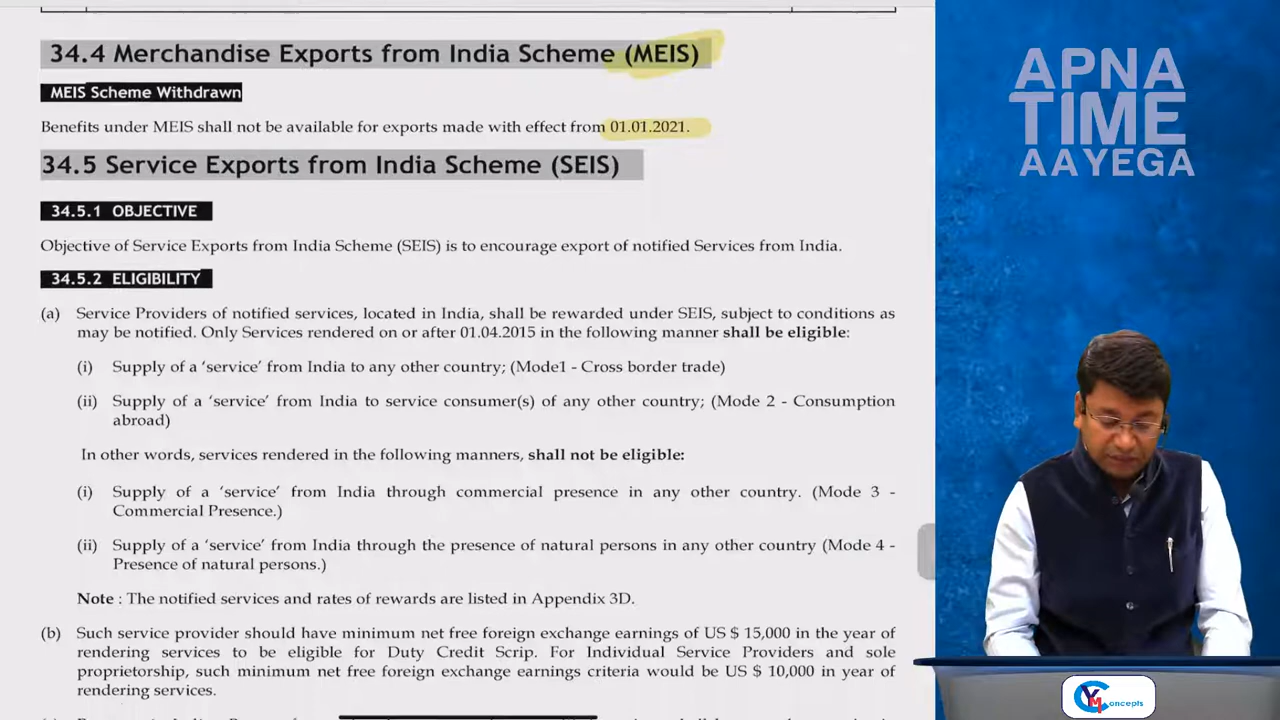 34.4 Merchandise Exports from India Scheme (MEIS)
MEIS Scheme Withdrawn
Benefits under MEIS shall not be available for exports made with effect from 01.01.2021.
34.5 Service Exports from India Scheme (SEIS)
34.5.1 OBJECTIVE
Objective of Service Exports from India Scheme (SEIS) is to encourage export of notified Services from India.
34.5.2 ELIGIBILITY
(a) Service Providers of notified services, located in India, shall be rewarded under SEIS, subject to conditions as
may be notified. Only Services rendered on or after 01.04.2015 in the following manner shall be eligible:
(i) Supply of a ‘service’ from India to any other country; (Mode1 - Cross border trade)
(ii) Supply of a ‘service’ from India to service consumer(s) of any other country; (Mode 2 - Consumption
abroad)
In other words, services rendered in the following manners, shall not be eligible:
(i) Supply of a ‘service’ from India through commercial presence in any other country. (Mode 3 -
Commercial Presence.)
(ii) Supply of a ‘service’ from India through the presence of natural persons in any other country (Mode 4 -
Presence of natural persons.)
Note : The notified services and rates of rewards are listed in Appendix 3D.
(b) Such service provider should have minimum net free foreign exchange earnings of US $ 15,000 in the year of
rendering services to be eligible for Duty Credit Scrip. For Individual Service Providers and sole
proprietorship, such minimum net free foreign exchange earnings criteria would be US $ 10,000 in year of
rendering services.
APNA
TIME
AAYEGA
YM
Concepts